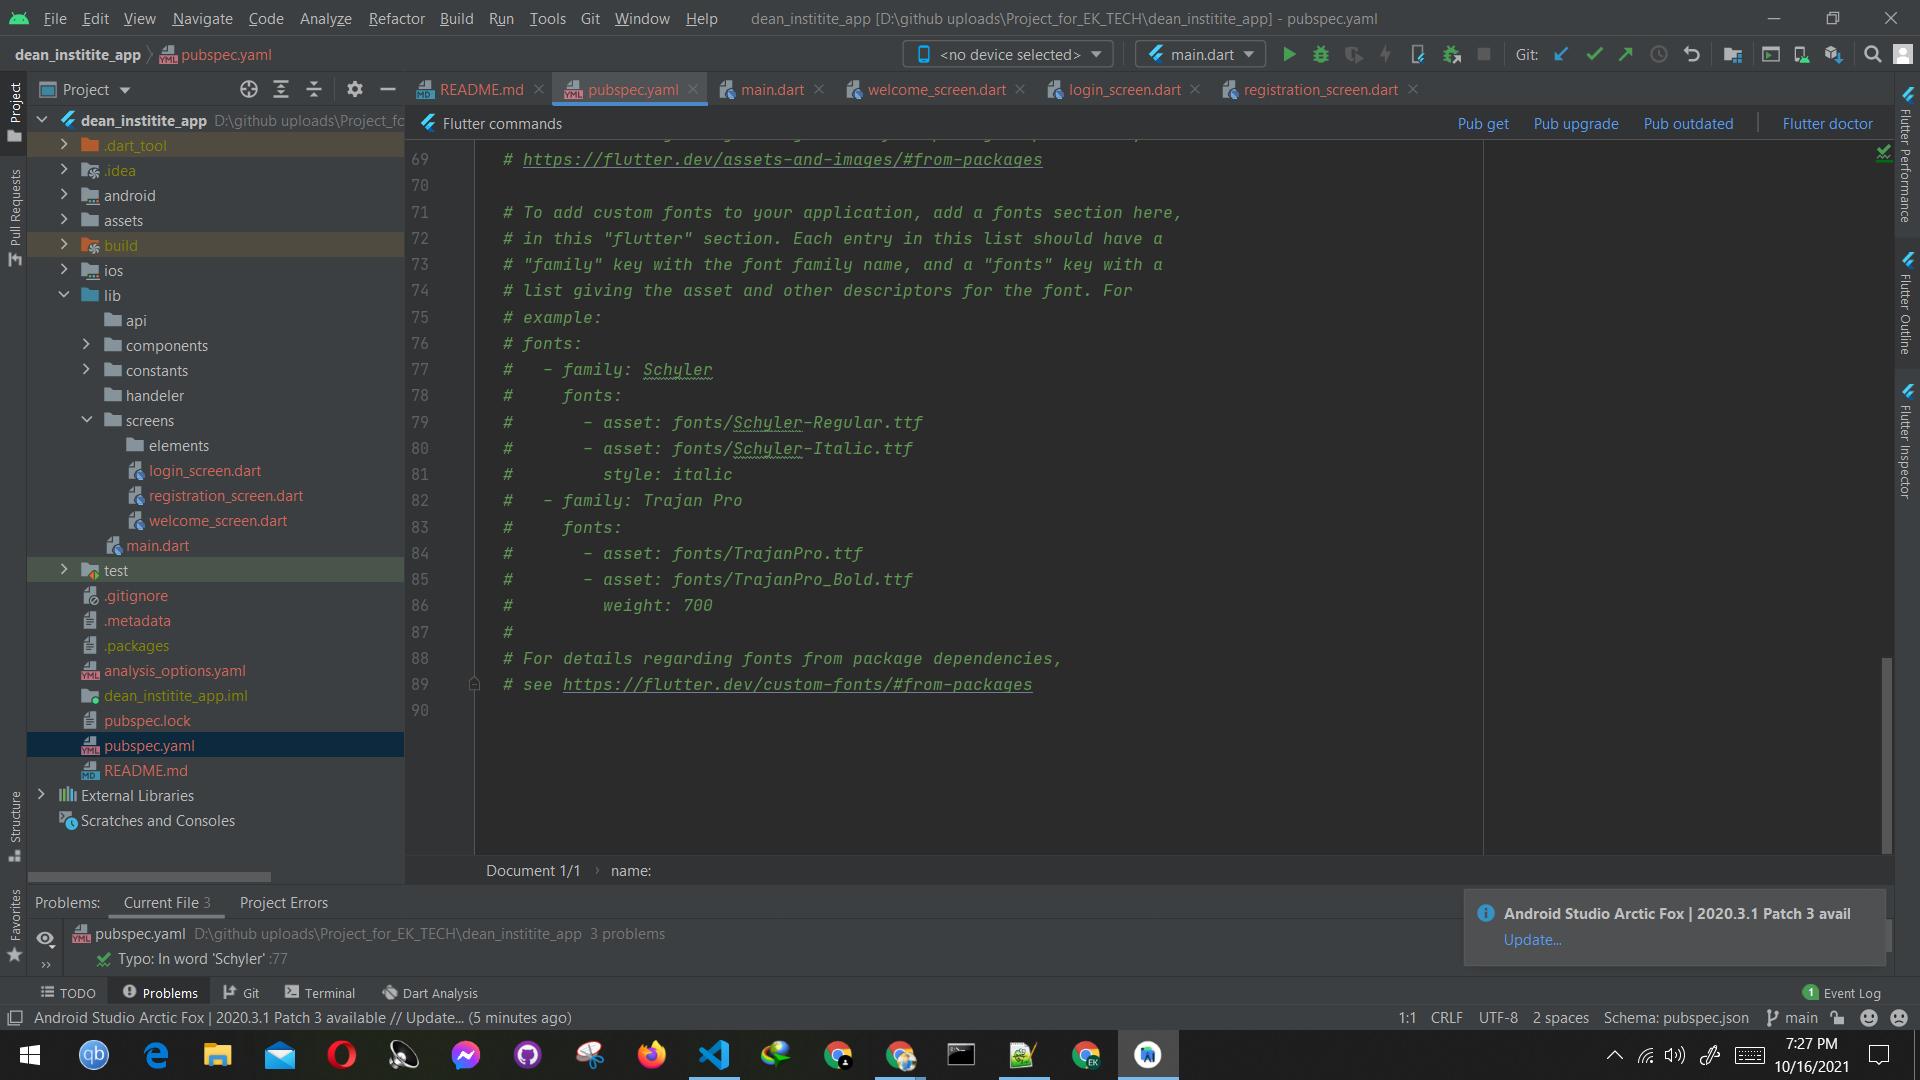 File Edit View Navigate Code Analyze Refactor Build Run Tools Git Window Help dean_institite_app [D:\github uploads\Project_for_EK_TECH\dean_institite_app] - pubspec.yaml
dean_institite_app pubspec.yaml <no device selected> main.dart Git:
Project README.md pubspec.yaml main.dart welcome_screen.dart login_screen.dart registration_screen.dart
dean_institite_app D:\github uploads\Project_fc
.dart_tool
.idea
android
assets
build
ios
lib
api
components
constants
handeler
screens
elements
login_screen.dart
registration_screen.dart
welcome_screen.dart
main.dart
test
.gitignore
.metadata
.packages
analysis_options.yaml
dean_institite_app.iml
pubspec.lock
pubspec.yaml
README.md
External Libraries
Scratches and Consoles
Project
Pull Requests
Structure
Favorites
Flutter commands Pub get Pub upgrade Pub outdated Flutter doctor
69 # https://flutter.dev/assets-and-images/#from-packages
70
71 # To add custom fonts to your application, add a fonts section here,
72 # in this "flutter" section. Each entry in this list should have a
73 # "family" key with the font family name, and a "fonts" key with a
74 # list giving the asset and other descriptors for the font. For
75 # example:
76 # fonts:
77 #   - family: Schyler
78 #     fonts:
79 #       - asset: fonts/Schyler-Regular.ttf
80 #       - asset: fonts/Schyler-Italic.ttf
81 #         style: italic
82 #   - family: Trajan Pro
83 #     fonts:
84 #       - asset: fonts/TrajanPro.ttf
85 #       - asset: fonts/TrajanPro_Bold.ttf
86 #         weight: 700
87 #
88 # For details regarding fonts from package dependencies,
89 # see https://flutter.dev/custom-fonts/#from-packages
90
Document 1/1 › name:
Flutter Performance
Flutter Outline
Flutter Inspector
Problems: Current File 3 Project Errors
pubspec.yaml D:\github uploads\Project_for_EK_TECH\dean_institite_app 3 problems
Typo: In word 'Schyler' :77
Android Studio Arctic Fox | 2020.3.1 Patch 3 avail
Update...
TODO Problems Git Terminal Dart Analysis 1 Event Log
Android Studio Arctic Fox | 2020.3.1 Patch 3 available // Update... (5 minutes ago) 1:1 CRLF UTF-8 2 spaces Schema: pubspec.json main
qb EK
7:27 PM
10/16/2021